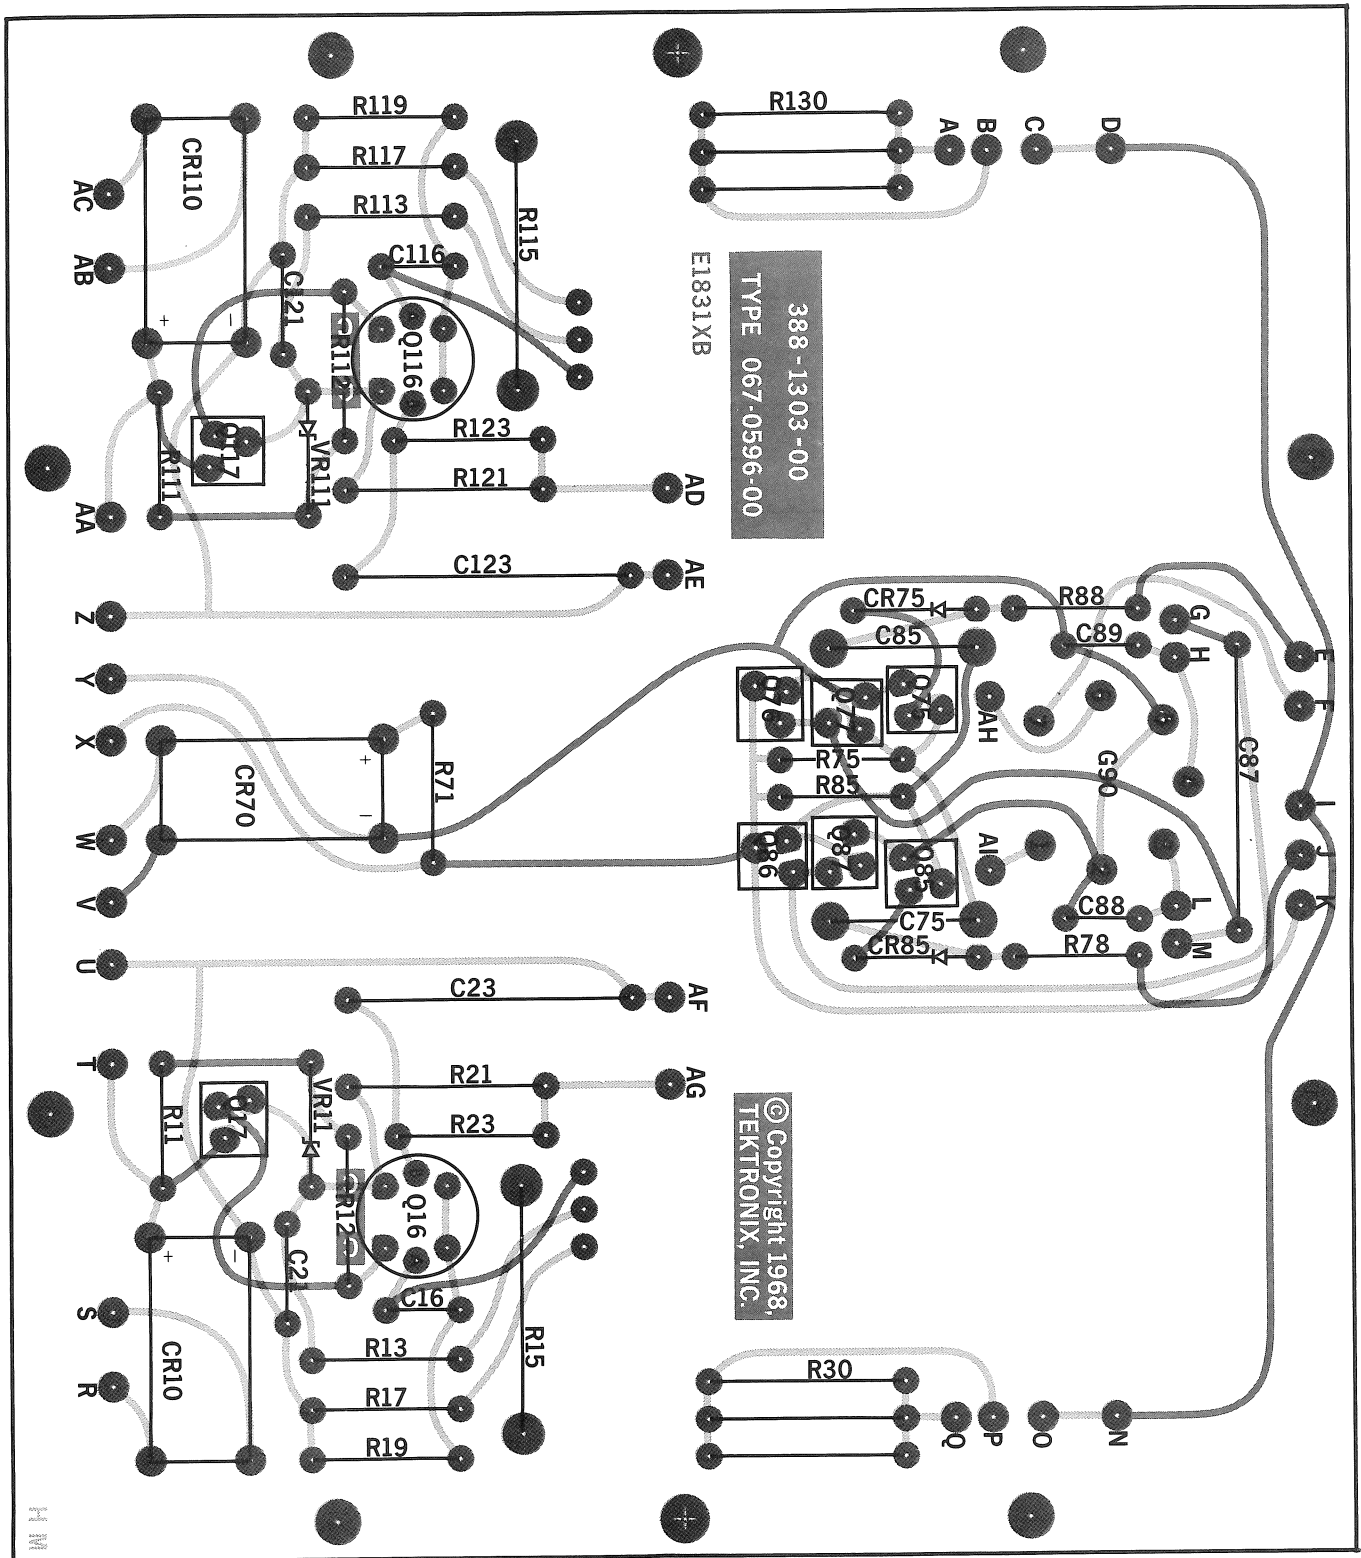 R119
R130
A
B
C
D
CR110
R117
AC
R113
R115
C116
AB
C121
E1831XB
388-1303-00
TYPE 067-0596-00
+
−
CR112
Q116
R123
Q117
R111
VR111
R121
AD
AA
C123
AE
Z
CR75
R88
G
C85
C89
H
E
Y
Q76
Q77
Q75
F
AH
X
+
R75
C87
CR70
R71
R85
G90
−
I
W
Q86
Q87
Q85
AI
J
V
C75
C88
L
K
CR85
R78
M
U
C23
AF
T
R21
AG
VR11
R11
Q17
R23
© Copyright 1968,
TEKTRONIX, INC.
CR12
Q16
+
−
C21
C16
S
R15
CR10
R13
R30
R
R17
Q
P
O
N
R19
H M